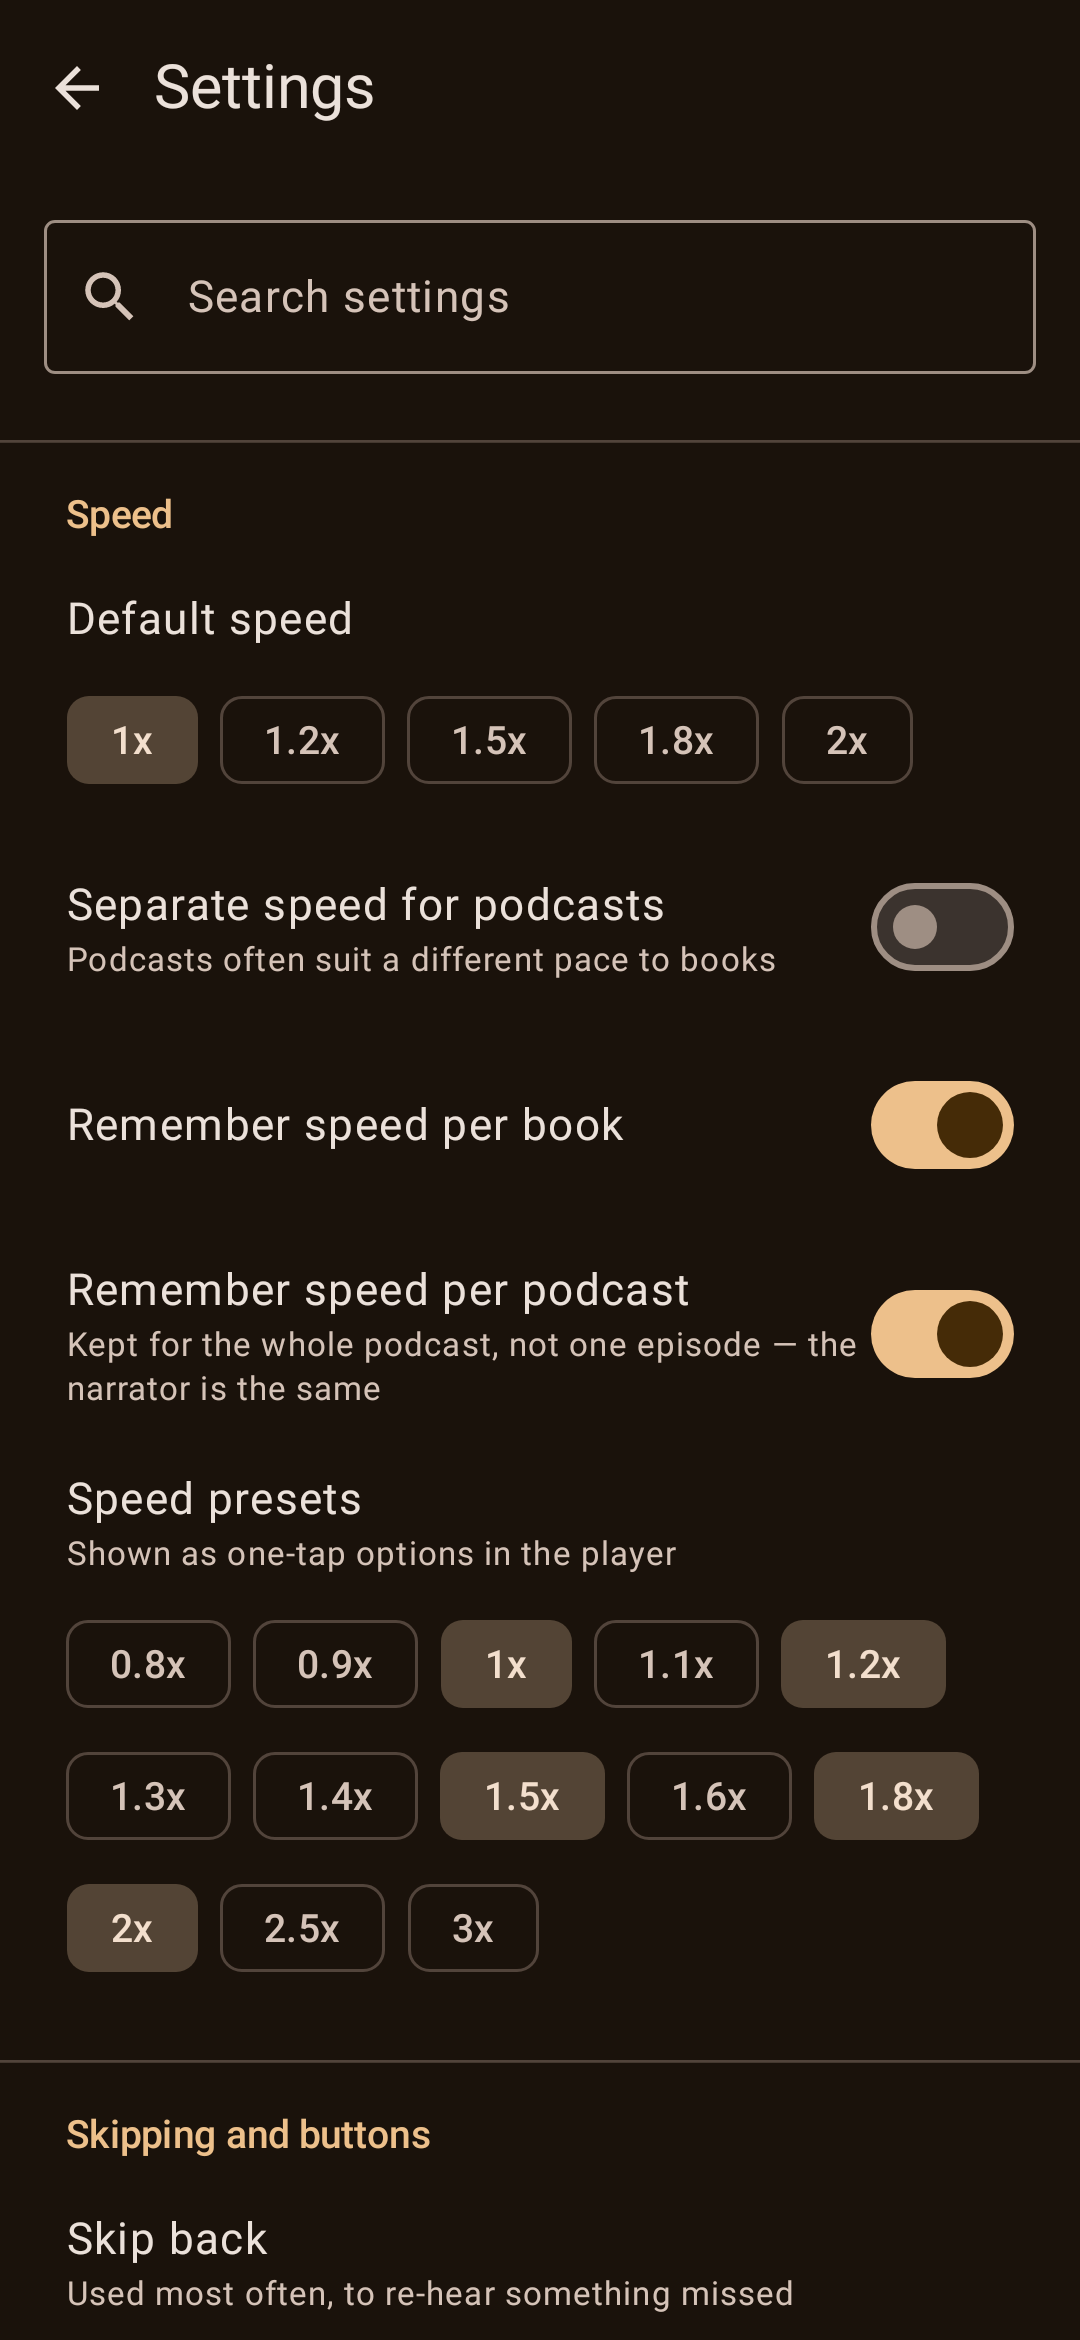 Settings
Search settings
Speed
Default speed
1x 1.2x 1.5x 1.8x 2x
Separate speed for podcasts
Podcasts often suit a different pace to books
Remember speed per book
Remember speed per podcast
Kept for the whole podcast, not one episode — the
narrator is the same
Speed presets
Shown as one-tap options in the player
0.8x 0.9x 1x 1.1x 1.2x
1.3x 1.4x 1.5x 1.6x 1.8x
2x 2.5x 3x
Skipping and buttons
Skip back
Used most often, to re-hear something missed